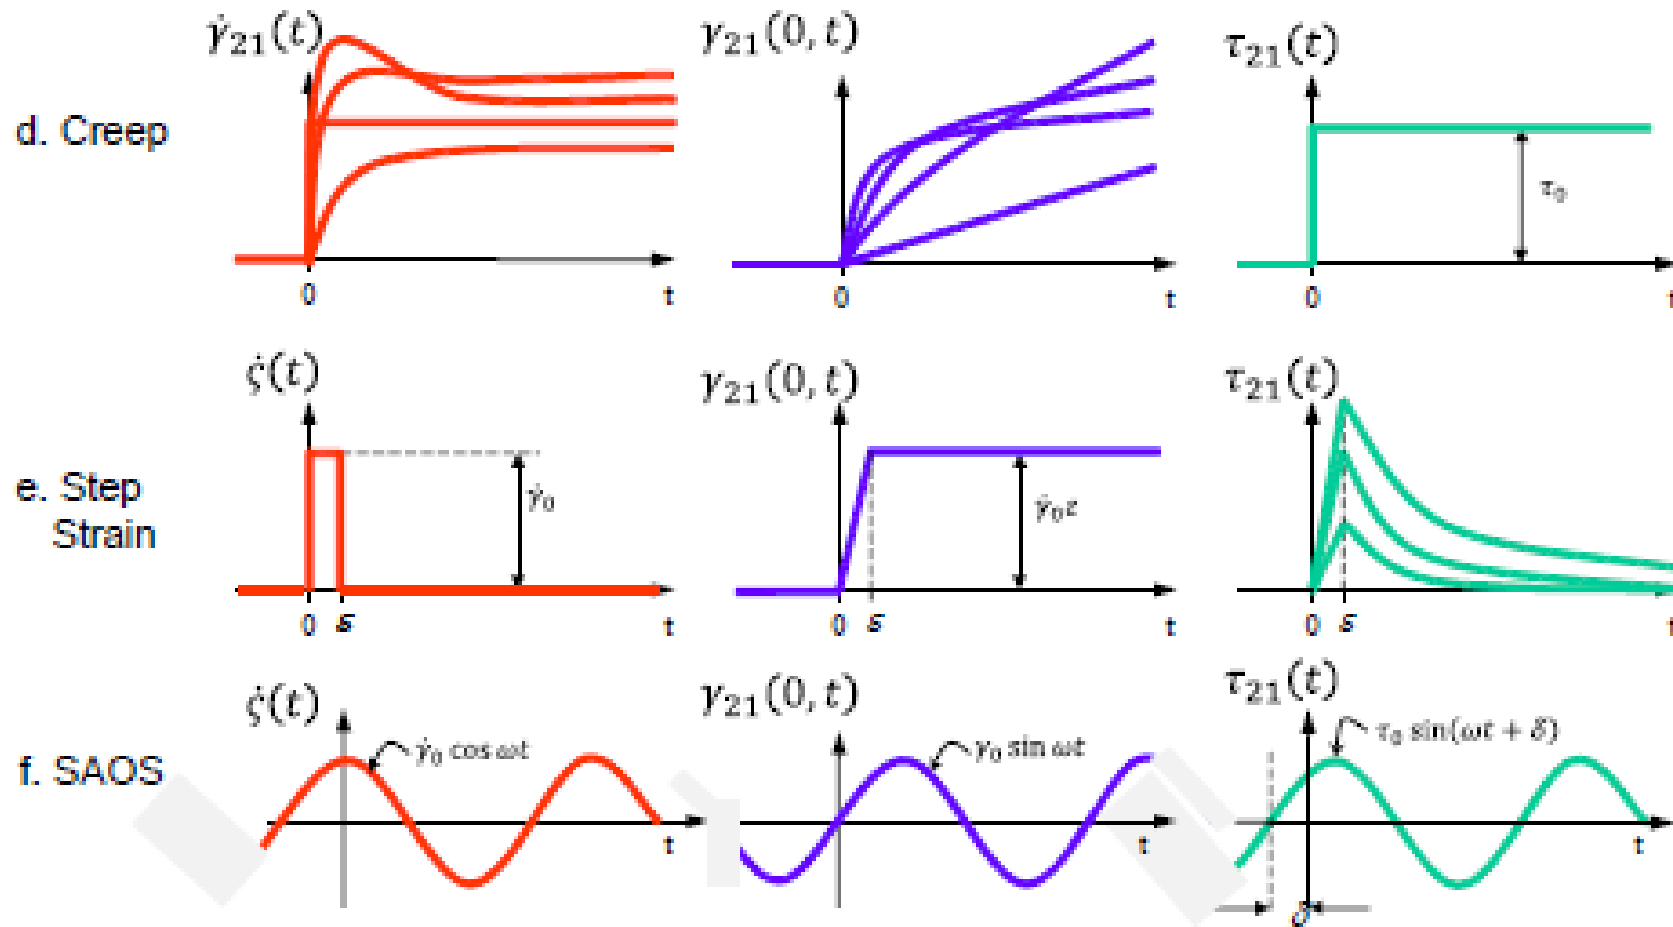 γ̇₂₁(t) γ₂₁(0, t) τ₂₁(t)
d. Creep
τ₀
0 t 0 t 0 t
ζ̇(t) γ₂₁(0, t) τ₂₁(t)
e. Step
Strain
γ̇₀ γ̇₀ε
0 ε t 0 ε t 0 ε t
ζ̇(t) γ₂₁(0, t) τ₂₁(t)
γ̇₀ cos ωt γ₀ sin ωt τ₀ sin(ωt + δ)
f. SAOS
t t t
δ